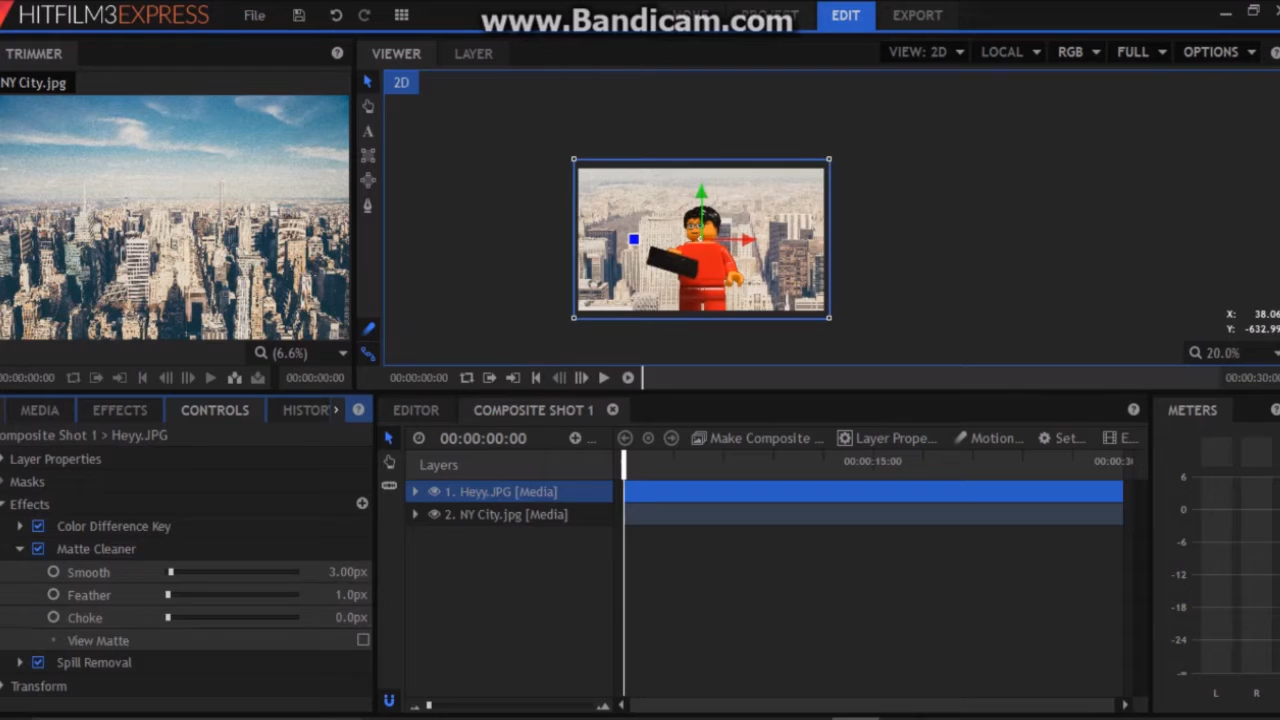 HITFILM3EXPRESS
File
www.Bandicam.com
EDIT
EXPORT
TRIMMER
VIEWER
LAYER
VIEW: 2D
LOCAL
RGB
FULL
OPTIONS
NY City.jpg
2D
X: 38.06
Y: -632.99
(6.6%)
20.0%
00:00:00:00
00:00:00:00
00:00:00:00
00:00:30:00
MEDIA
EFFECTS
CONTROLS
HISTOR
EDITOR
COMPOSITE SHOT 1
METERS
omposite Shot 1 > Heyy.JPG
00:00:00:00
...
Make Composite ...
Layer Prope...
Motion...
Set...
E...
Layer Properties
Layers
00:00:15:00
00:00:3
Masks
1. Heyy.JPG [Media]
Effects
2. NY City.jpg [Media]
Color Difference Key
Matte Cleaner
Smooth
3.00px
Feather
1.0px
Choke
0.0px
View Matte
Spill Removal
Transform
6
0
-6
-12
-18
-24
-∞
L
R